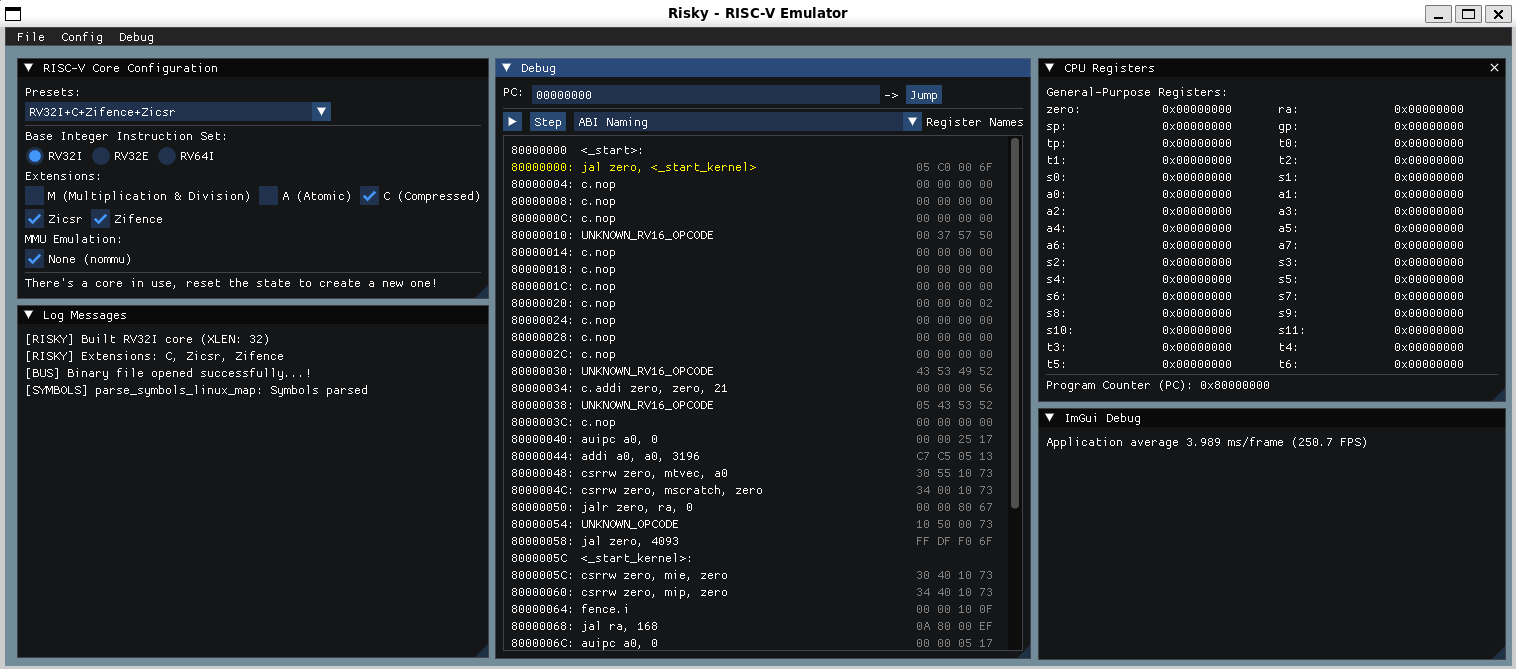 Risky - RISC-V Emulator
File Config Debug
RISC-V Core Configuration
Presets:
RV32I+C+Zifence+Zicsr
Base Integer Instruction Set:
RV32I RV32E RV64I
Extensions:
M (Multiplication & Division) A (Atomic) C (Compressed)
Zicsr Zifence
MMU Emulation:
None (nommu)
There's a core in use, reset the state to create a new one!
Log Messages
[RISKY] Built RV32I core (XLEN: 32)
[RISKY] Extensions: C, Zicsr, Zifence
[BUS] Binary file opened successfully...!
[SYMBOLS] parse_symbols_linux_map: Symbols parsed
Debug
PC: 00000000 -> Jump
Step ABI Naming Register Names
80000000 <_start>:
80000000: jal zero, <_start_kernel> 05 C0 00 6F
80000004: c.nop 00 00 00 00
80000008: c.nop 00 00 00 00
8000000C: c.nop 00 00 00 00
80000010: UNKNOWN_RV16_OPCODE 00 37 57 50
80000014: c.nop 00 00 00 00
80000018: c.nop 00 00 00 00
8000001C: c.nop 00 00 00 00
80000020: c.nop 00 00 00 02
80000024: c.nop 00 00 00 00
80000028: c.nop 00 00 00 00
8000002C: c.nop 00 00 00 00
80000030: UNKNOWN_RV16_OPCODE 43 53 49 52
80000034: c.addi zero, zero, 21 00 00 00 56
80000038: UNKNOWN_RV16_OPCODE 05 43 53 52
8000003C: c.nop 00 00 00 00
80000040: auipc a0, 0 00 00 25 17
80000044: addi a0, a0, 3196 C7 C5 05 13
80000048: csrrw zero, mtvec, a0 30 55 10 73
8000004C: csrrw zero, mscratch, zero 34 00 10 73
80000050: jalr zero, ra, 0 00 00 80 67
80000054: UNKNOWN_OPCODE 10 50 00 73
80000058: jal zero, 4093 FF DF F0 6F
8000005C <_start_kernel>:
8000005C: csrrw zero, mie, zero 30 40 10 73
80000060: csrrw zero, mip, zero 34 40 10 73
80000064: fence.i 00 00 10 0F
80000068: jal ra, 168 0A 80 00 EF
8000006C: auipc a0, 0 00 00 05 17
CPU Registers
General-Purpose Registers:
zero: 0x00000000 ra: 0x00000000
sp: 0x00000000 gp: 0x00000000
tp: 0x00000000 t0: 0x00000000
t1: 0x00000000 t2: 0x00000000
s0: 0x00000000 s1: 0x00000000
a0: 0x00000000 a1: 0x00000000
a2: 0x00000000 a3: 0x00000000
a4: 0x00000000 a5: 0x00000000
a6: 0x00000000 a7: 0x00000000
s2: 0x00000000 s3: 0x00000000
s4: 0x00000000 s5: 0x00000000
s6: 0x00000000 s7: 0x00000000
s8: 0x00000000 s9: 0x00000000
s10: 0x00000000 s11: 0x00000000
t3: 0x00000000 t4: 0x00000000
t5: 0x00000000 t6: 0x00000000
Program Counter (PC): 0x80000000
ImGui Debug
Application average 3.989 ms/frame (250.7 FPS)